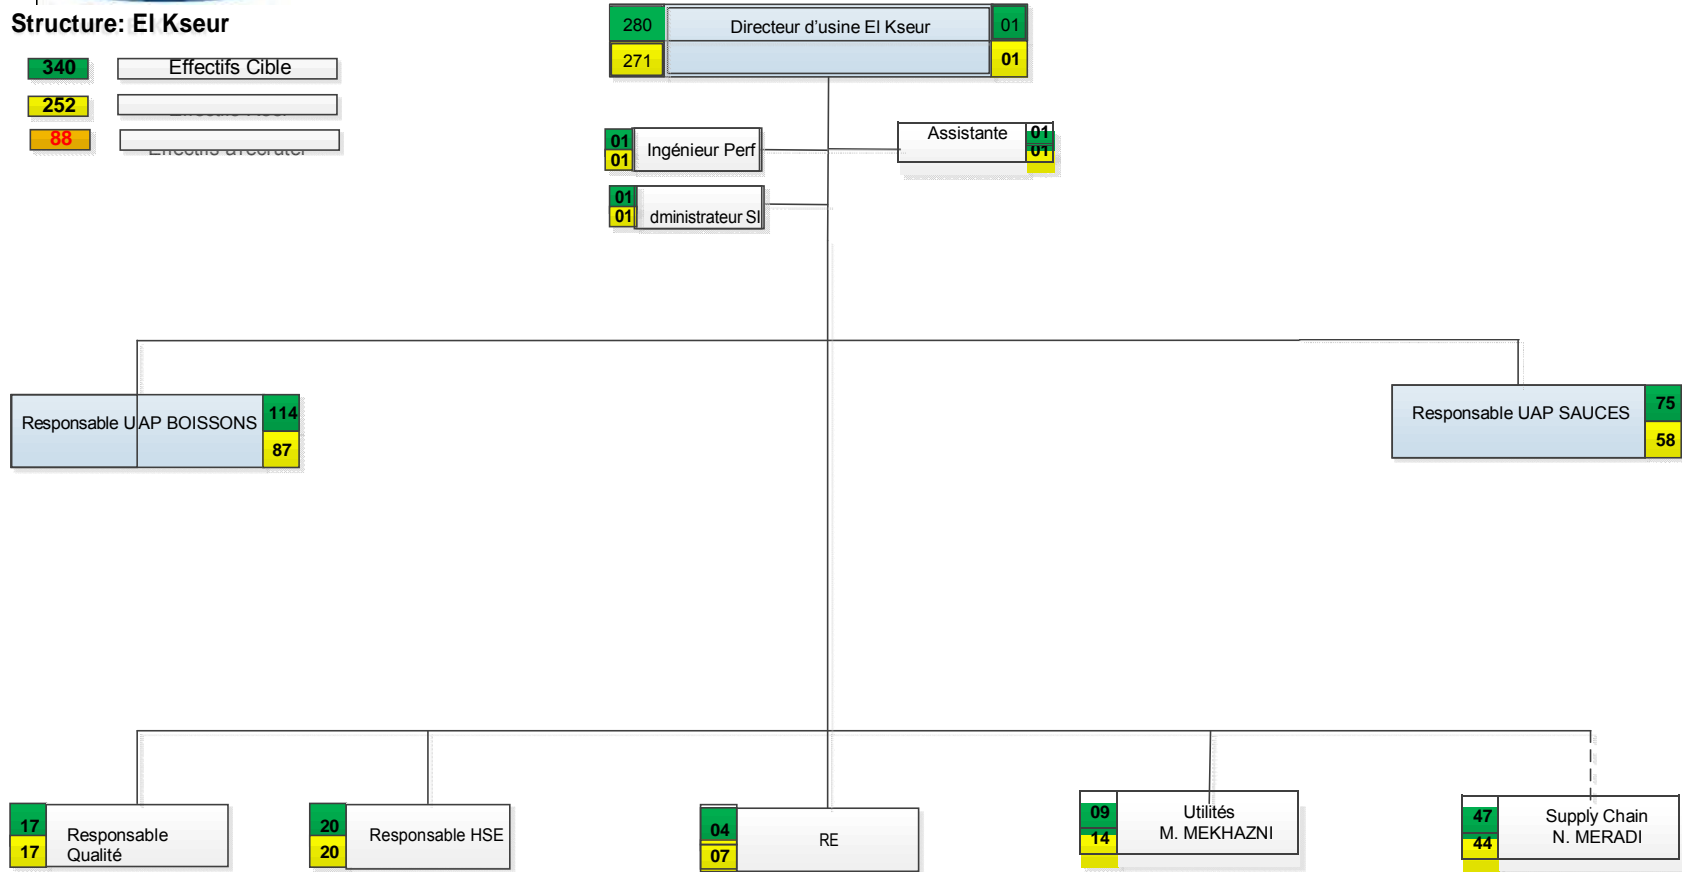 Structure: El Kseur
340 Effectifs Cible
252
88 Effectifs à recruter
280 Directeur d'usine El Kseur 01
271 01
01 Ingénieur Perf
01
Assistante 01
01
01
01 dministrateur SI
Responsable UAP BOISSONS 114
87
Responsable UAP SAUCES 75
58
17 Responsable
17 Qualité
20 Responsable HSE
20
04 RE
07
09 Utilités
14 M. MEKHAZNI
47 Supply Chain
44 N. MERADI